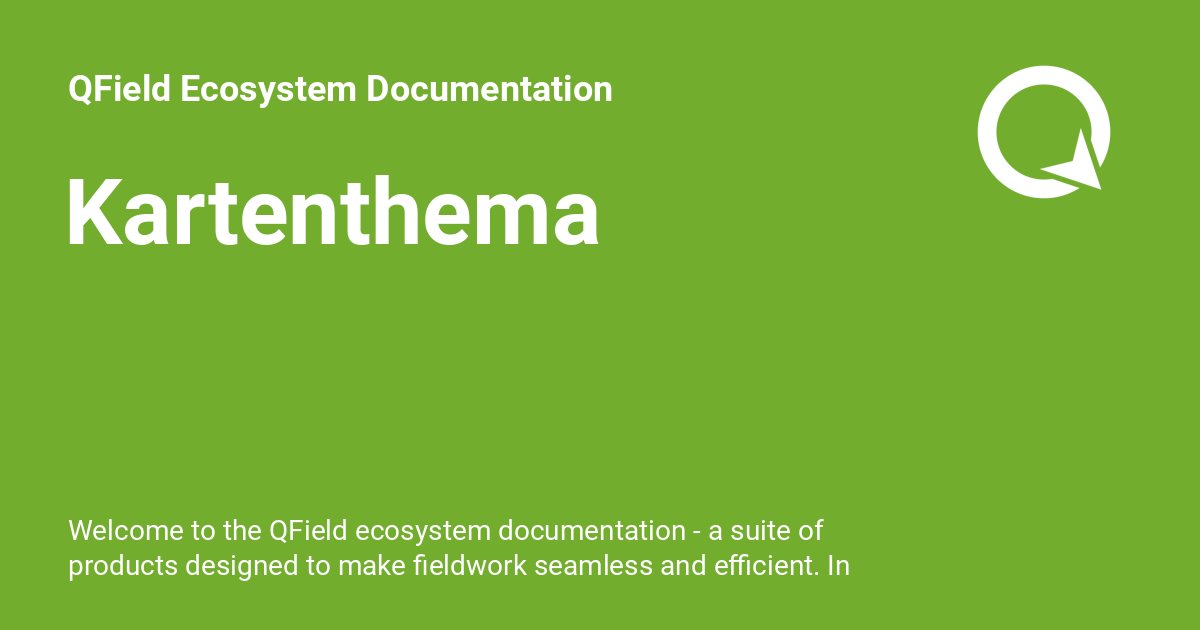 QField Ecosystem Documentation
Kartenthema
Welcome to the QField ecosystem documentation - a suite of
products designed to make fieldwork seamless and efficient. In